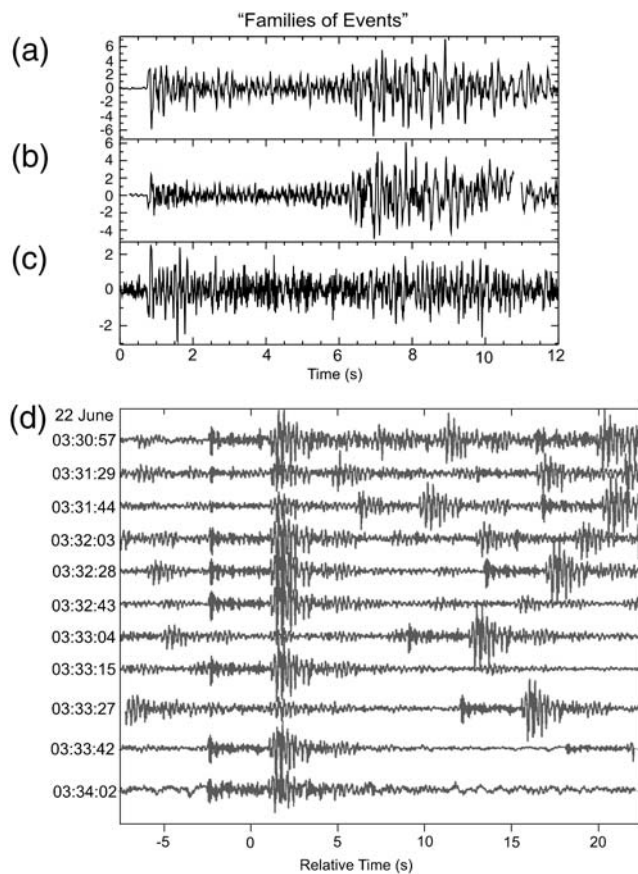 “Families of Events”
(a)
6
4
2
0
-2
-4
-6
(b)
6
4
2
0
-2
-4
(c)
2
0
-2
0 2 4 6 8 10 12
Time (s)
(d)
22 June
03:30:57
03:31:29
03:31:44
03:32:03
03:32:28
03:32:43
03:33:04
03:33:15
03:33:27
03:33:42
03:34:02
-5 0 5 10 15 20
Relative Time (s)